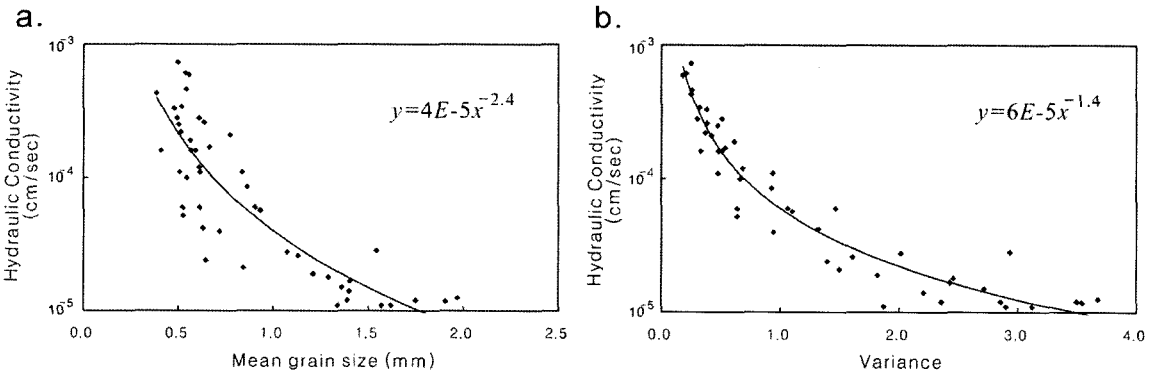 a.
10⁻³
10⁻⁴
10⁻⁵
Hydraulic Conductivity
(cm/sec)
y=4E-5x⁻²·⁴
0.0 0.5 1.0 1.5 2.0 2.5
Mean grain size (mm)
b.
10⁻³
10⁻⁴
10⁻⁵
Hydraulic Conductivity
(cm/sec)
y=6E-5x⁻¹·⁴
0.0 1.0 2.0 3.0 4.0
Variance